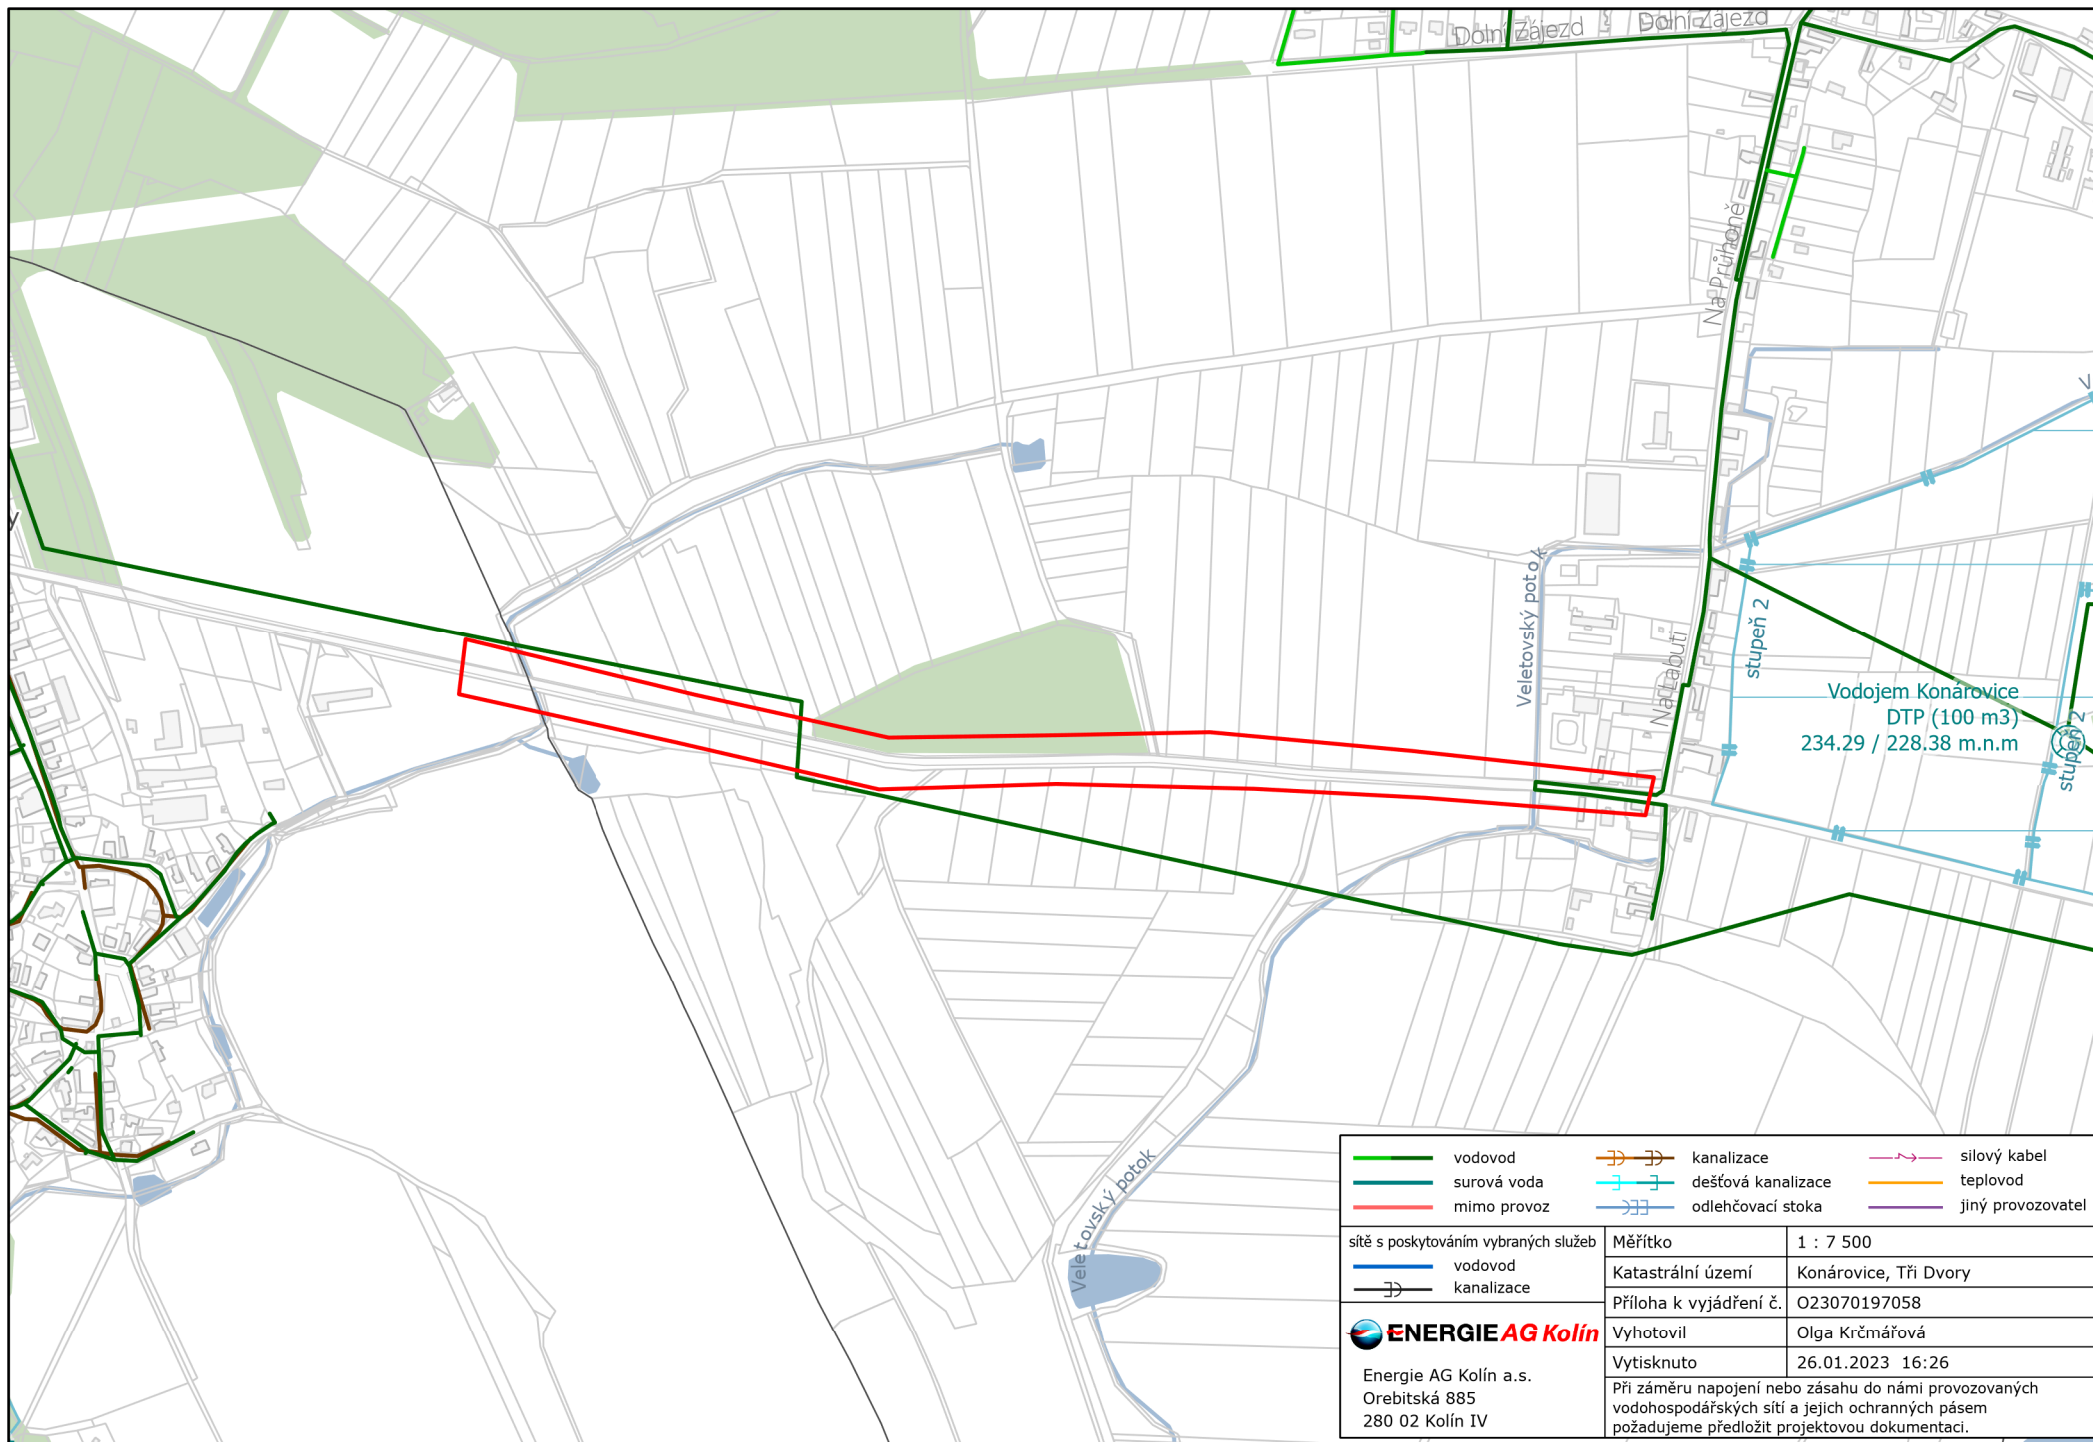 Dolní Zájezd
Dolní Zájezd
Na Průhoně
Veletovský potok
Na Labuti
stupeň 2
Vodojem Konárovice
DTP (100 m3)
234.29 / 228.38 m.n.m
stupeň 2
V
y
Veletovský potok
vodovod
surová voda
mimo provoz
kanalizace
dešťová kanalizace
odlehčovací stoka
silový kabel
teplovod
jiný provozovatel
sítě s poskytováním vybraných služeb
vodovod
kanalizace
ENERGIE AG Kolín
Energie AG Kolín a.s.
Orebitská 885
280 02 Kolín IV
Měřítko 1 : 7 500
Katastrální území Konárovice, Tři Dvory
Příloha k vyjádření č. O23070197058
Vyhotovil Olga Krčmářová
Vytisknuto 26.01.2023 16:26
Při záměru napojení nebo zásahu do námi provozovaných
vodohospodářských sítí a jejich ochranných pásem
požadujeme předložit projektovou dokumentaci.